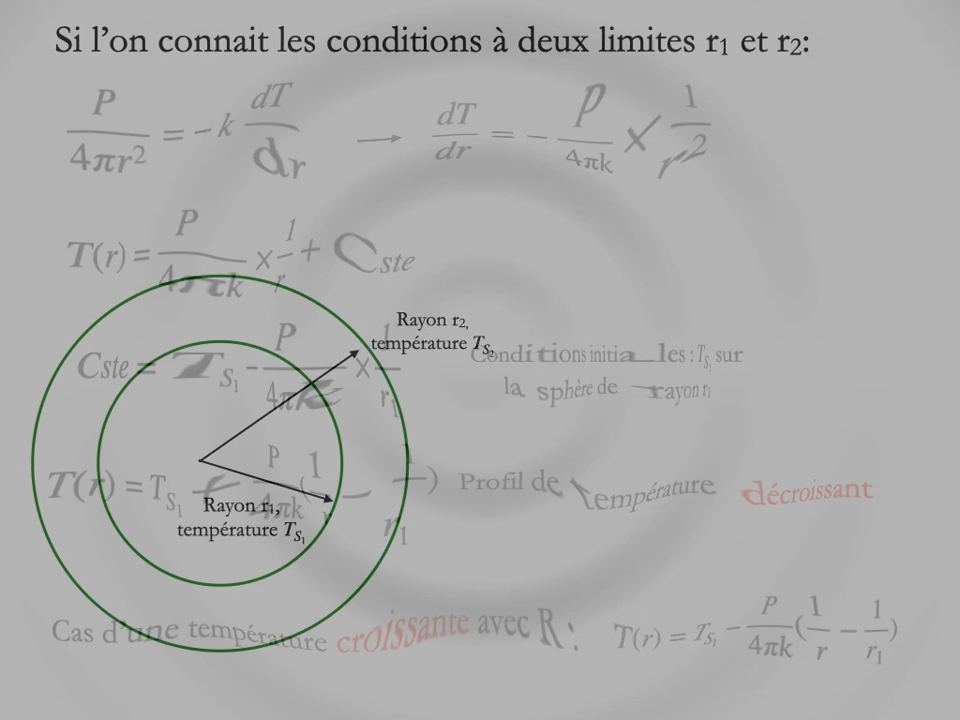 Si l’on connait les conditions à deux limites r₁ et r₂:
P/4πr² = - k dT/dr → dT/dr = - P/4πk × 1/r²
T(r) = P/4πk × 1/r + Cste
Rayon r₂,
température T_S₂
Cste = T_S₁ - P/4πk × 1/r₁
Conditions initiales : T_S₁ sur
la sphère de rayon r₁
T(r) = T_S₁ + P/4πk (1/r - 1/r₁) Profil de température décroissant
Rayon r₁,
température T_S₁
Cas d’une température croissante avec R : T(r) = T_S₁ - P/4πk (1/r - 1/r₁)